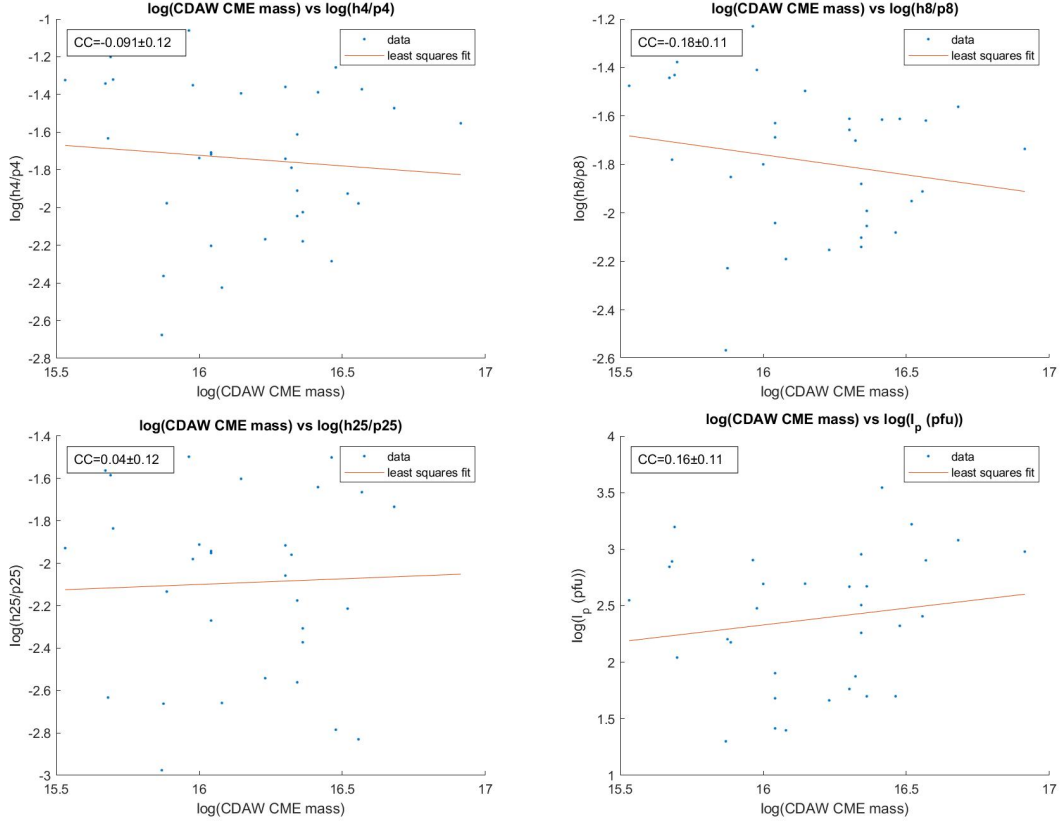 log(CDAW CME mass) vs log(h4/p4)
CC=-0.091±0.12
data
least squares fit
-1
-1.2
-1.4
-1.6
-1.8
-2
-2.2
-2.4
-2.6
-2.8
log(h4/p4)
15.5 16 16.5 17
log(CDAW CME mass)
log(CDAW CME mass) vs log(h8/p8)
CC=-0.18±0.11
data
least squares fit
-1.2
-1.4
-1.6
-1.8
-2
-2.2
-2.4
-2.6
log(h8/p8)
15.5 16 16.5 17
log(CDAW CME mass)
log(CDAW CME mass) vs log(h25/p25)
CC=0.04±0.12
data
least squares fit
-1.4
-1.6
-1.8
-2
-2.2
-2.4
-2.6
-2.8
-3
log(h25/p25)
15.5 16 16.5 17
log(CDAW CME mass)
log(CDAW CME mass) vs log(I_p (pfu))
CC=0.16±0.11
data
least squares fit
4
3.5
3
2.5
2
1.5
1
log(I_p (pfu))
15.5 16 16.5 17
log(CDAW CME mass)